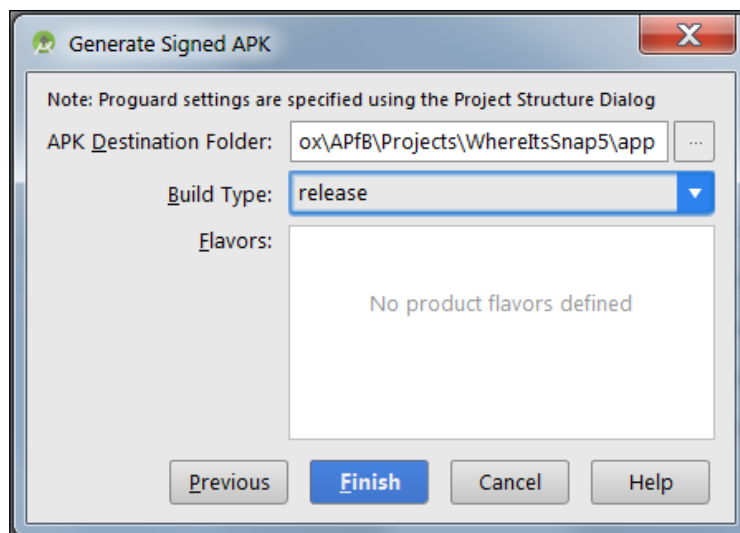 Generate Signed APK
X
Note: Proguard settings are specified using the Project Structure Dialog
APK Destination Folder: ox\APfB\Projects\WhereItsSnap5\app ...
Build Type: release
Flavors:
No product flavors defined
Previous Finish Cancel Help